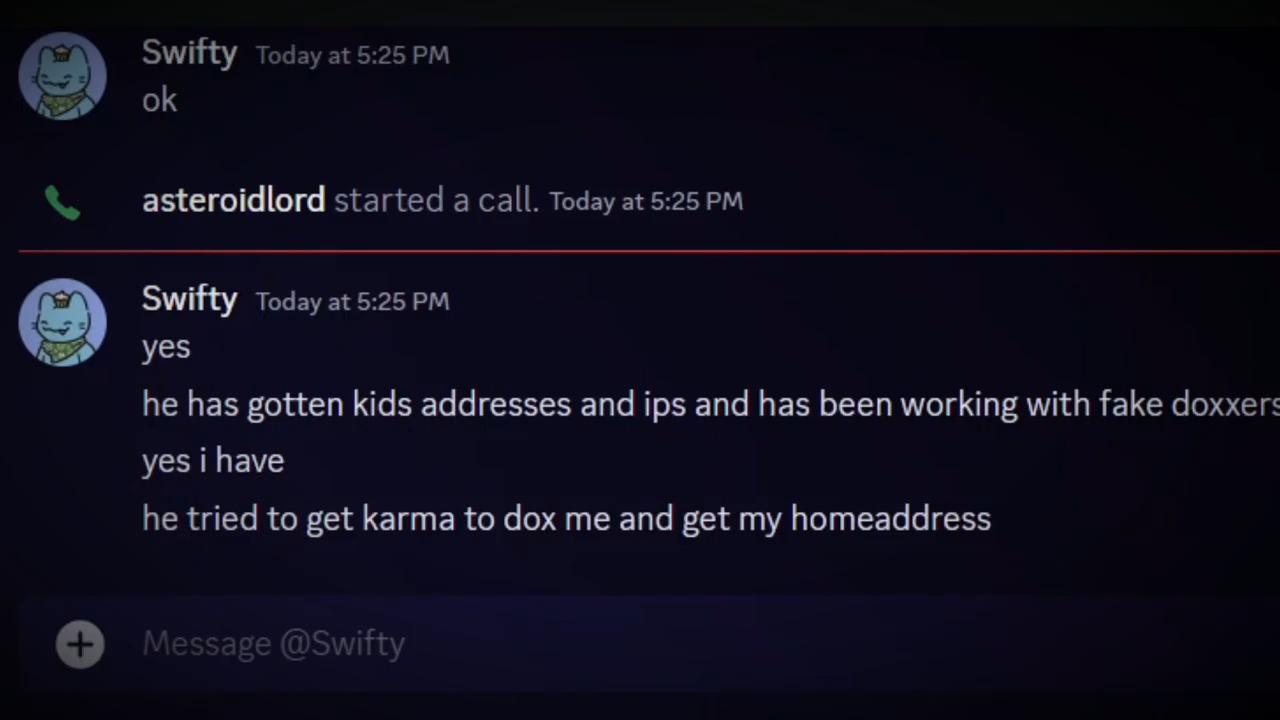 Swifty Today at 5:25 PM
ok
asteroidlord started a call. Today at 5:25 PM
Swifty Today at 5:25 PM
yes
he has gotten kids addresses and ips and has been working with fake doxxers
yes i have
he tried to get karma to dox me and get my homeaddress
Message @Swifty